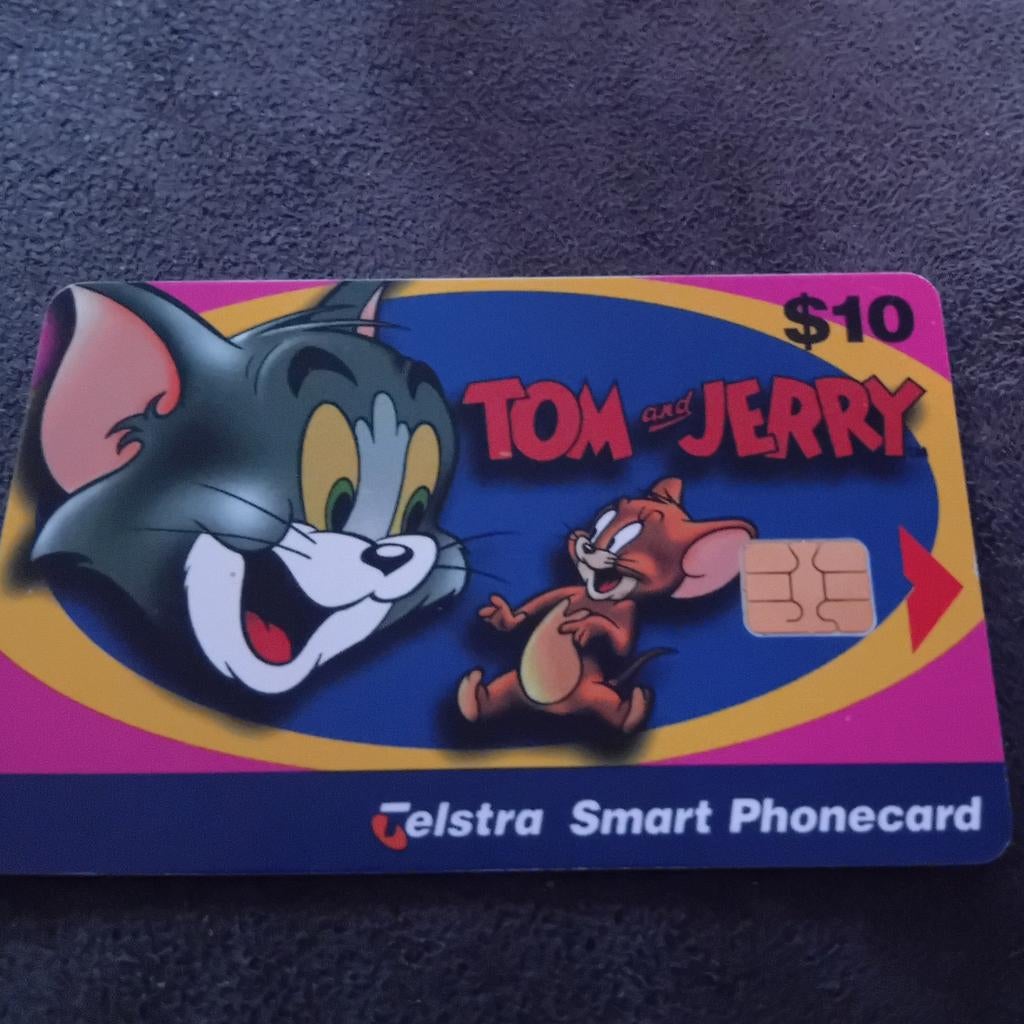 $10
TOM and JERRY
Telstra Smart Phonecard